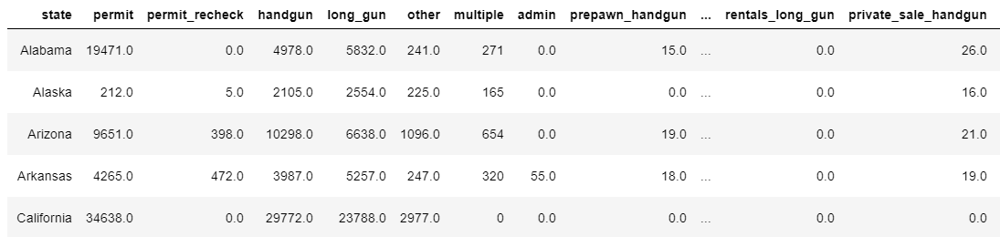 state permit permit_recheck handgun long_gun other multiple admin prepawn_handgun ... rentals_long_gun private_sale_handgun
Alabama 19471.0 0.0 4978.0 5832.0 241.0 271 0.0 15.0 ... 0.0 26.0
Alaska 212.0 5.0 2105.0 2554.0 225.0 165 0.0 0.0 ... 0.0 16.0
Arizona 9651.0 398.0 10298.0 6638.0 1096.0 654 0.0 19.0 ... 0.0 21.0
Arkansas 4265.0 472.0 3987.0 5257.0 247.0 320 55.0 18.0 ... 0.0 19.0
California 34638.0 0.0 29772.0 23788.0 2977.0 0 0.0 0.0 ... 0.0 0.0